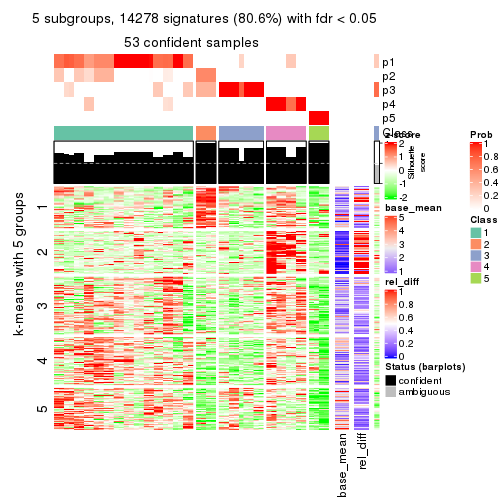 5 subgroups, 14278 signatures (80.6%) with fdr < 0.05
53 confident samples
p1
p2
p3
p4
p5
Class
z-score
2
1
0
-1
-2
Silhouette
score
Prob
1
0.8
0.6
0.4
0.2
0
base_mean
5
4
3
2
1
Class
1
2
3
4
5
rel_diff
1
0.8
0.6
0.4
0.2
0
Status (barplots)
confident
ambiguous
k-means with 5 groups
1
2
3
4
5
base_mean
rel_diff